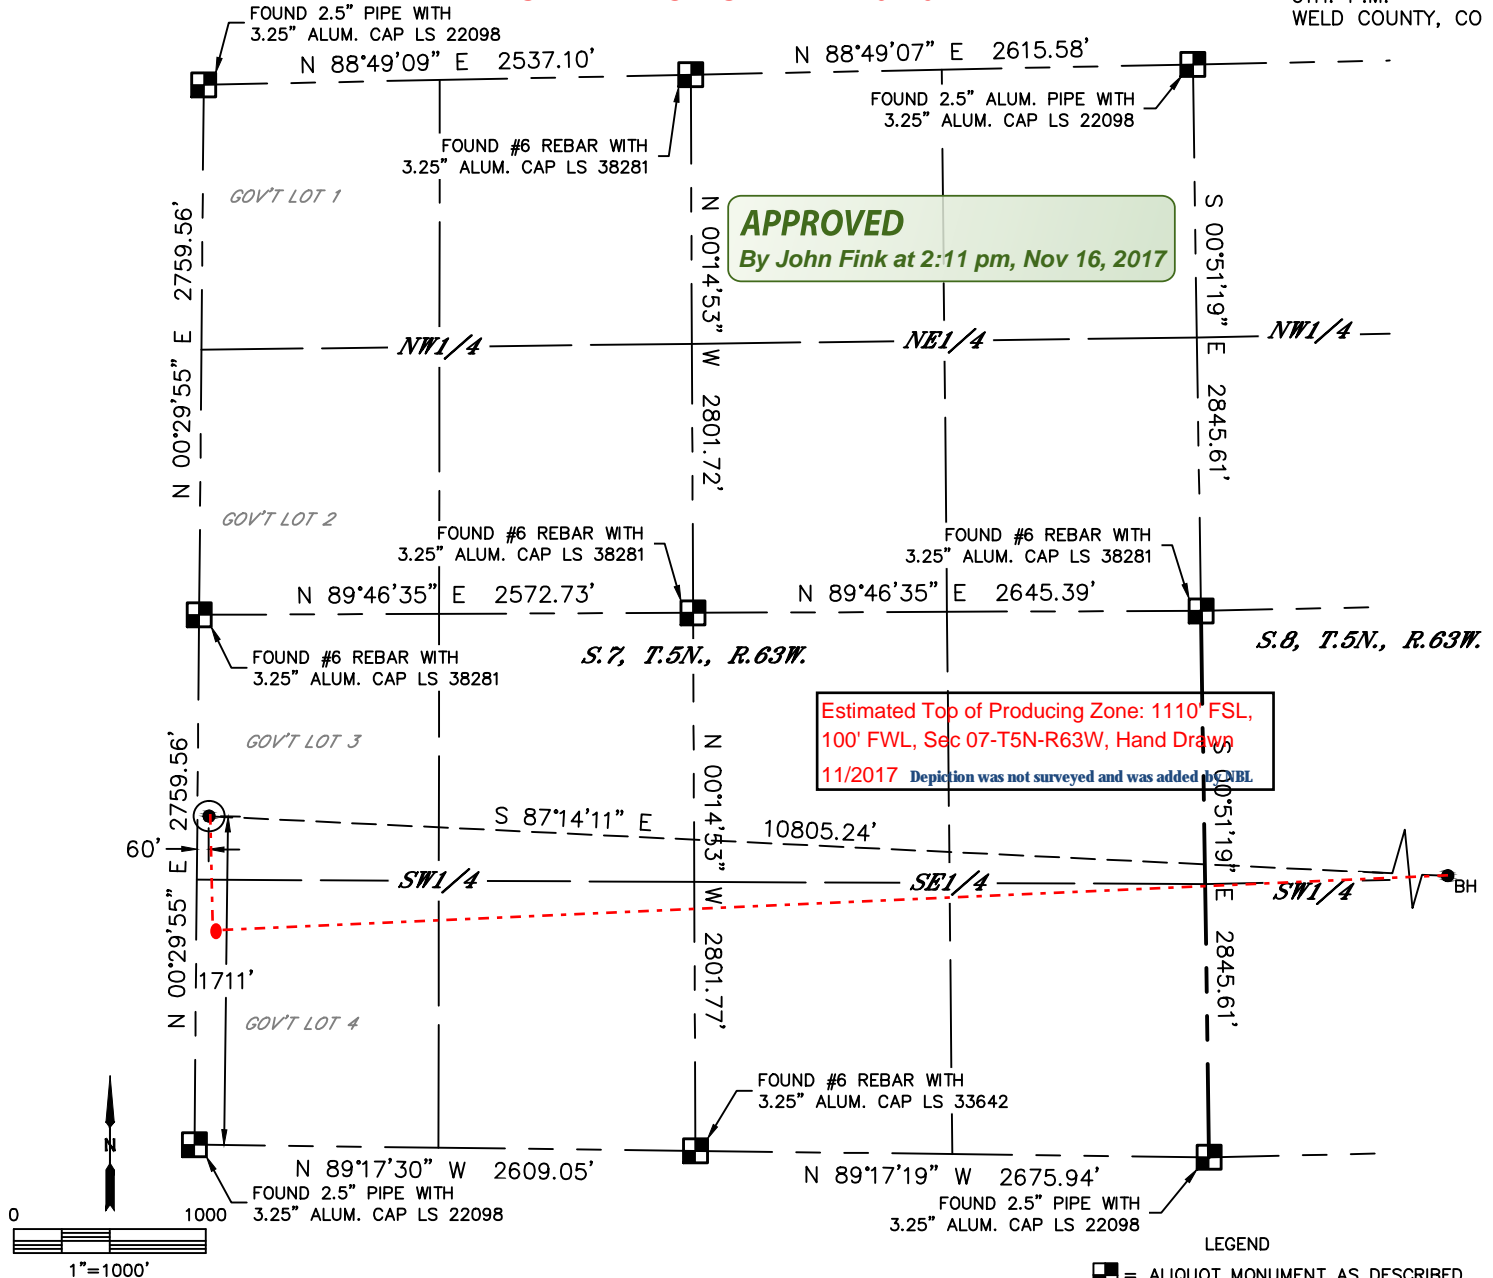 WELD COUNTY, CO
FOUND 2.5" PIPE WITH
3.25" ALUM. CAP LS 22098
N 88°49'09" E 2537.10'
N 88°49'07" E 2615.58'
FOUND 2.5" ALUM. PIPE WITH
3.25" ALUM. CAP LS 22098
FOUND #6 REBAR WITH
3.25" ALUM. CAP LS 38281
GOV'T LOT 1
APPROVED
By John Fink at 2:11 pm, Nov 16, 2017
N 00°29'55" E 2759.56'
N 00°14'53" W 2801.72'
S 00°51'19" E 2845.61'
NW1/4
NE1/4
NW1/4
GOV'T LOT 2
FOUND #6 REBAR WITH
3.25" ALUM. CAP LS 38281
FOUND #6 REBAR WITH
3.25" ALUM. CAP LS 38281
N 89°46'35" E 2572.73'
N 89°46'35" E 2645.39'
S.7, T.5N., R.63W.
S.8, T.5N., R.63W.
FOUND #6 REBAR WITH
3.25" ALUM. CAP LS 38281
Estimated Top of Producing Zone: 1110' FSL,
100' FWL, Sec 07-T5N-R63W, Hand Drawn
11/2017 Depiction was not surveyed and was added by NBL
GOV'T LOT 3
N 00°29'55" E 2759.56'
N 00°14'53" W 2801.77'
S 00°51'19" E 2845.61'
S 87°14'11" E 10805.24'
60'
SW1/4
SE1/4
SW1/4
BH
1711'
GOV'T LOT 4
FOUND #6 REBAR WITH
3.25" ALUM. CAP LS 33642
N
N 89°17'30" W 2609.05'
N 89°17'19" W 2675.94'
FOUND 2.5" PIPE WITH
3.25" ALUM. CAP LS 22098
FOUND 2.5" PIPE WITH
3.25" ALUM. CAP LS 22098
0 1000
1"=1000'
LEGEND
= ALIQUOT MONUMENT AS DESCRIBED